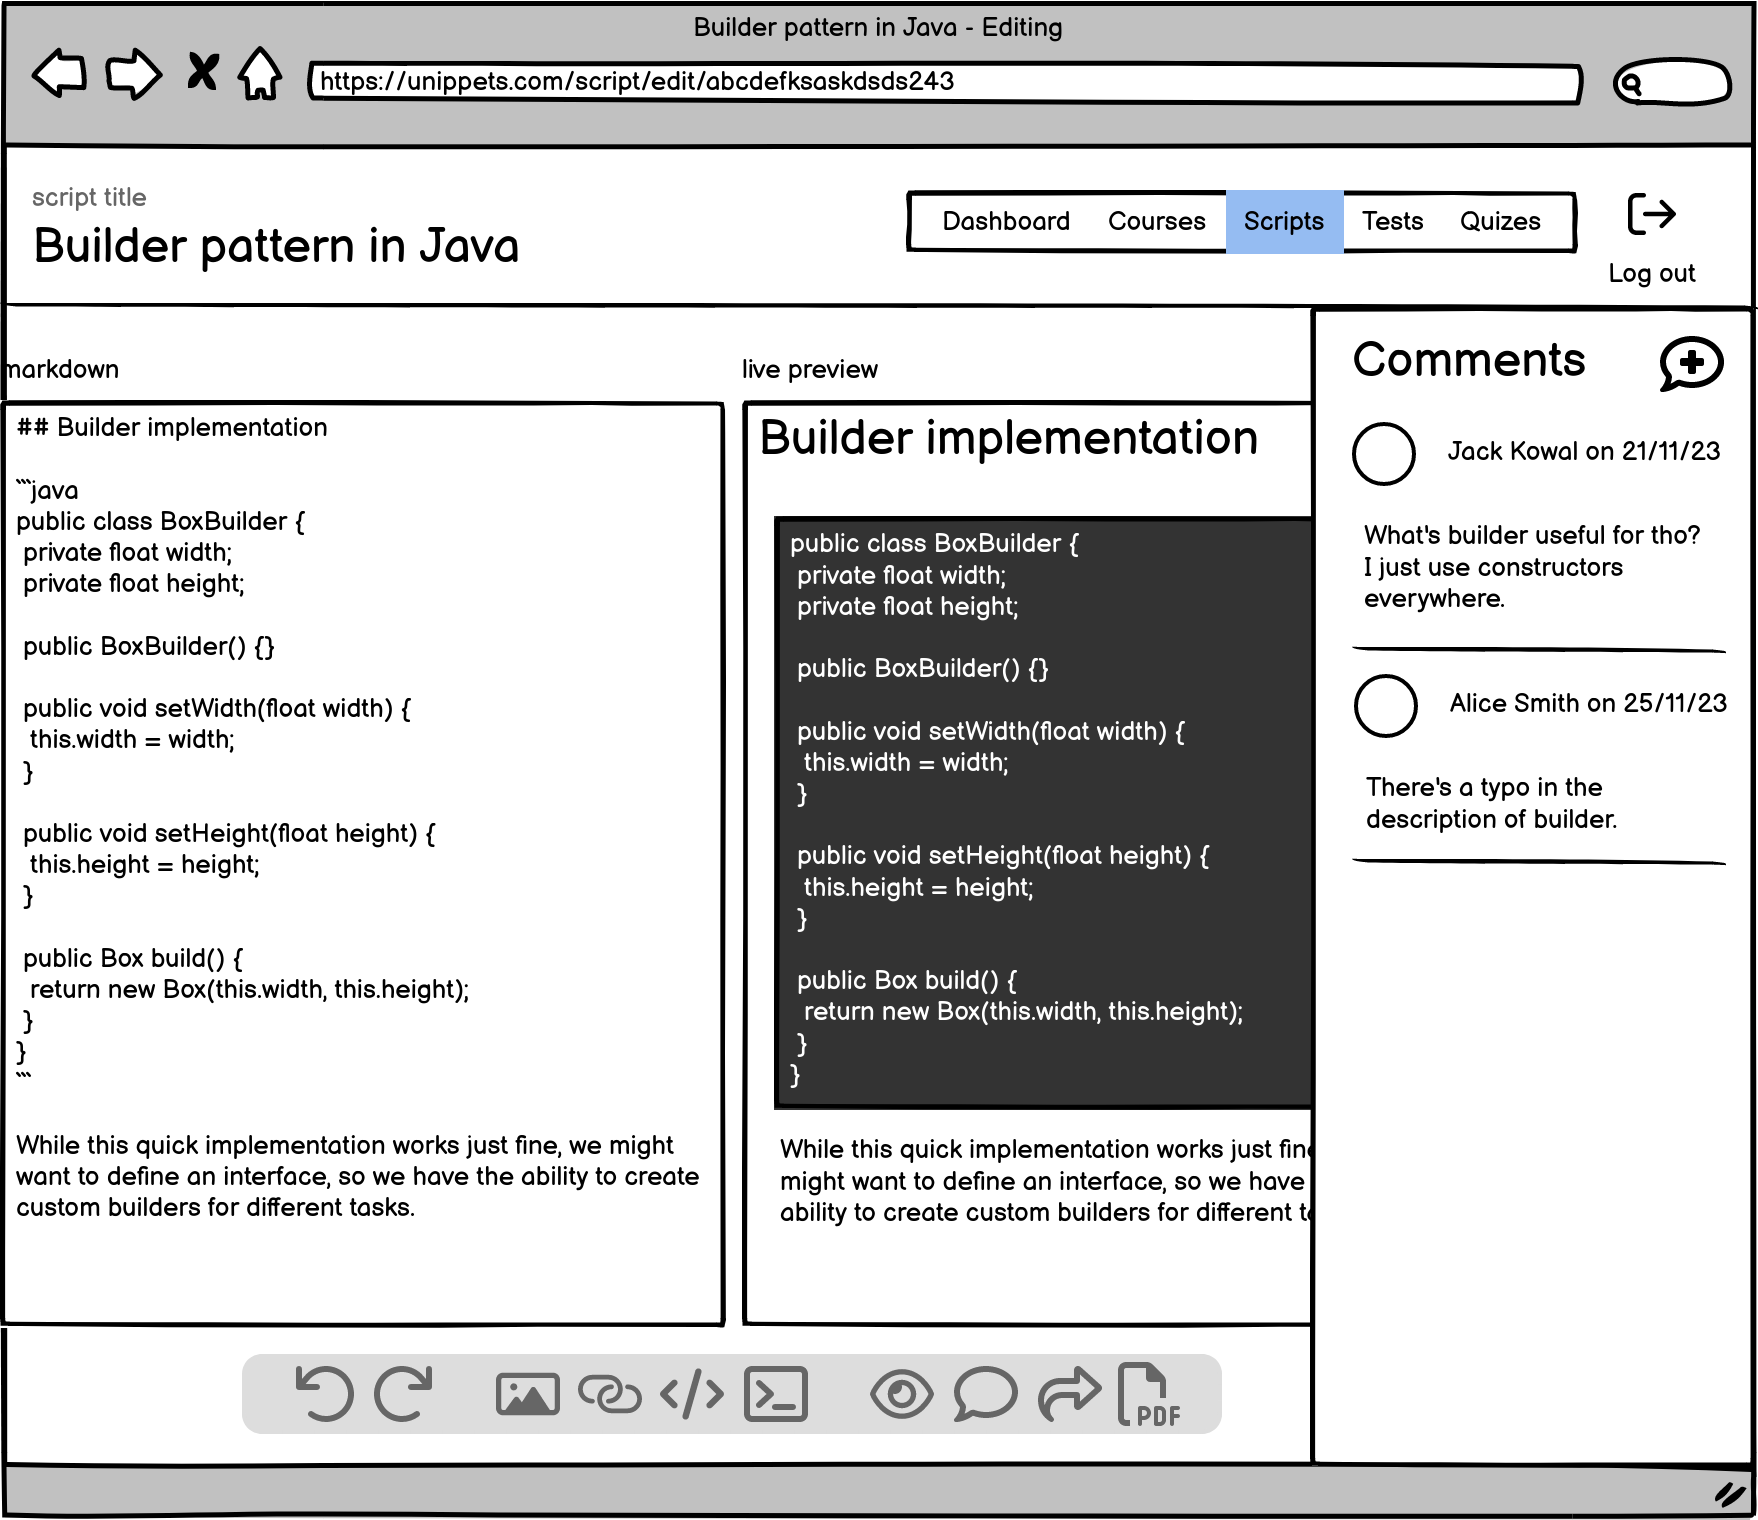 Builder pattern in Java - Editing
https://unippets.com/script/edit/abcdefksaskdsds243
script title
Builder pattern in Java
Dashboard Courses Scripts Tests Quizes
Log out
markdown
## Builder implementation
```java
public class BoxBuilder {
private float width;
private float height;
public BoxBuilder() {}
public void setWidth(float width) {
this.width = width;
}
public void setHeight(float height) {
this.height = height;
}
public Box build() {
return new Box(this.width, this.height);
}
}
```
While this quick implementation works just fine, we might
want to define an interface, so we have the ability to create
custom builders for different tasks.
live preview
Builder implementation
public class BoxBuilder {
private float width;
private float height;
public BoxBuilder() {}
public void setWidth(float width) {
this.width = width;
}
public void setHeight(float height) {
this.height = height;
}
public Box build() {
return new Box(this.width, this.height);
}
}
While this quick implementation works just fine
might want to define an interface, so we have
ability to create custom builders for different
Comments
Jack Kowal on 21/11/23
What's builder useful for tho?
I just use constructors
everywhere.
Alice Smith on 25/11/23
There's a typo in the
description of builder.
PDF